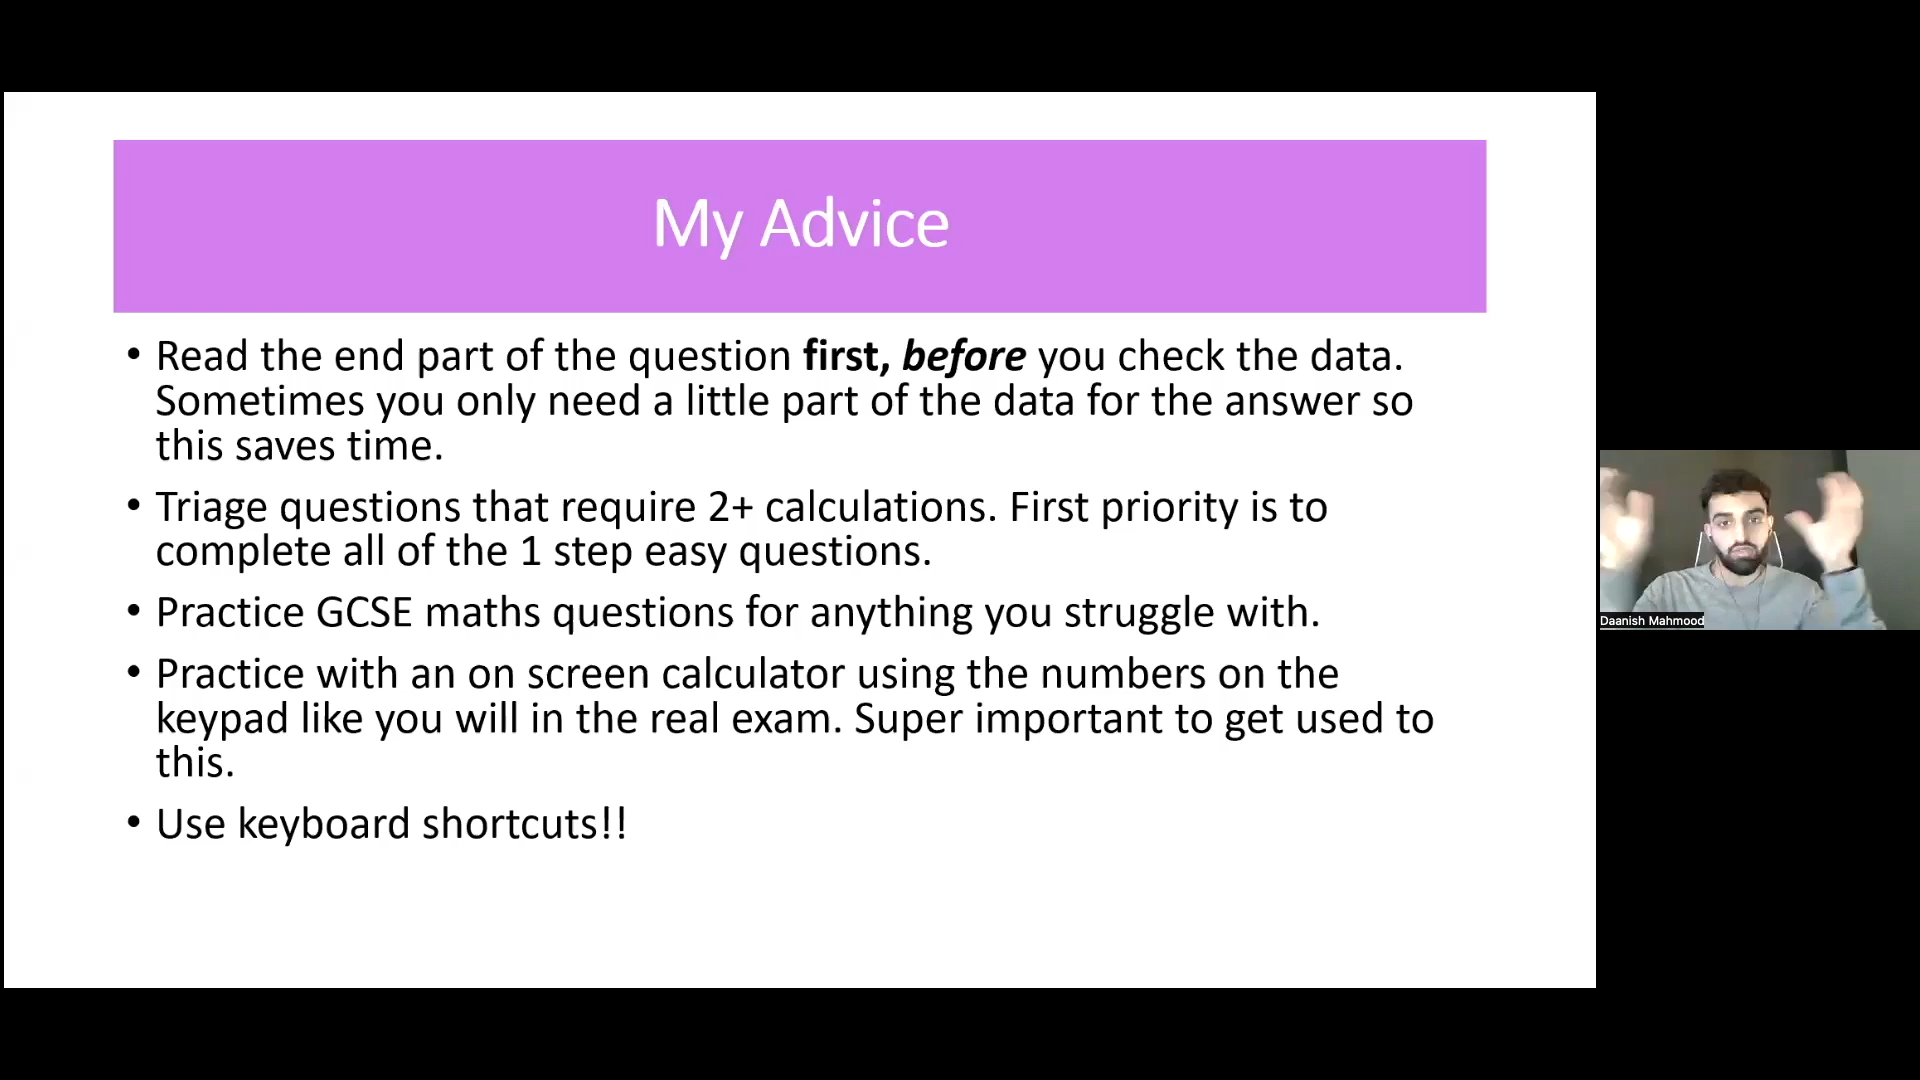 My Advice
• Read the end part of the question first, before you check the data.
Sometimes you only need a little part of the data for the answer so
this saves time.
• Triage questions that require 2+ calculations. First priority is to
complete all of the 1 step easy questions.
• Practice GCSE maths questions for anything you struggle with.
• Practice with an on screen calculator using the numbers on the
keypad like you will in the real exam. Super important to get used to
this.
• Use keyboard shortcuts!!
Daanish Mahmood